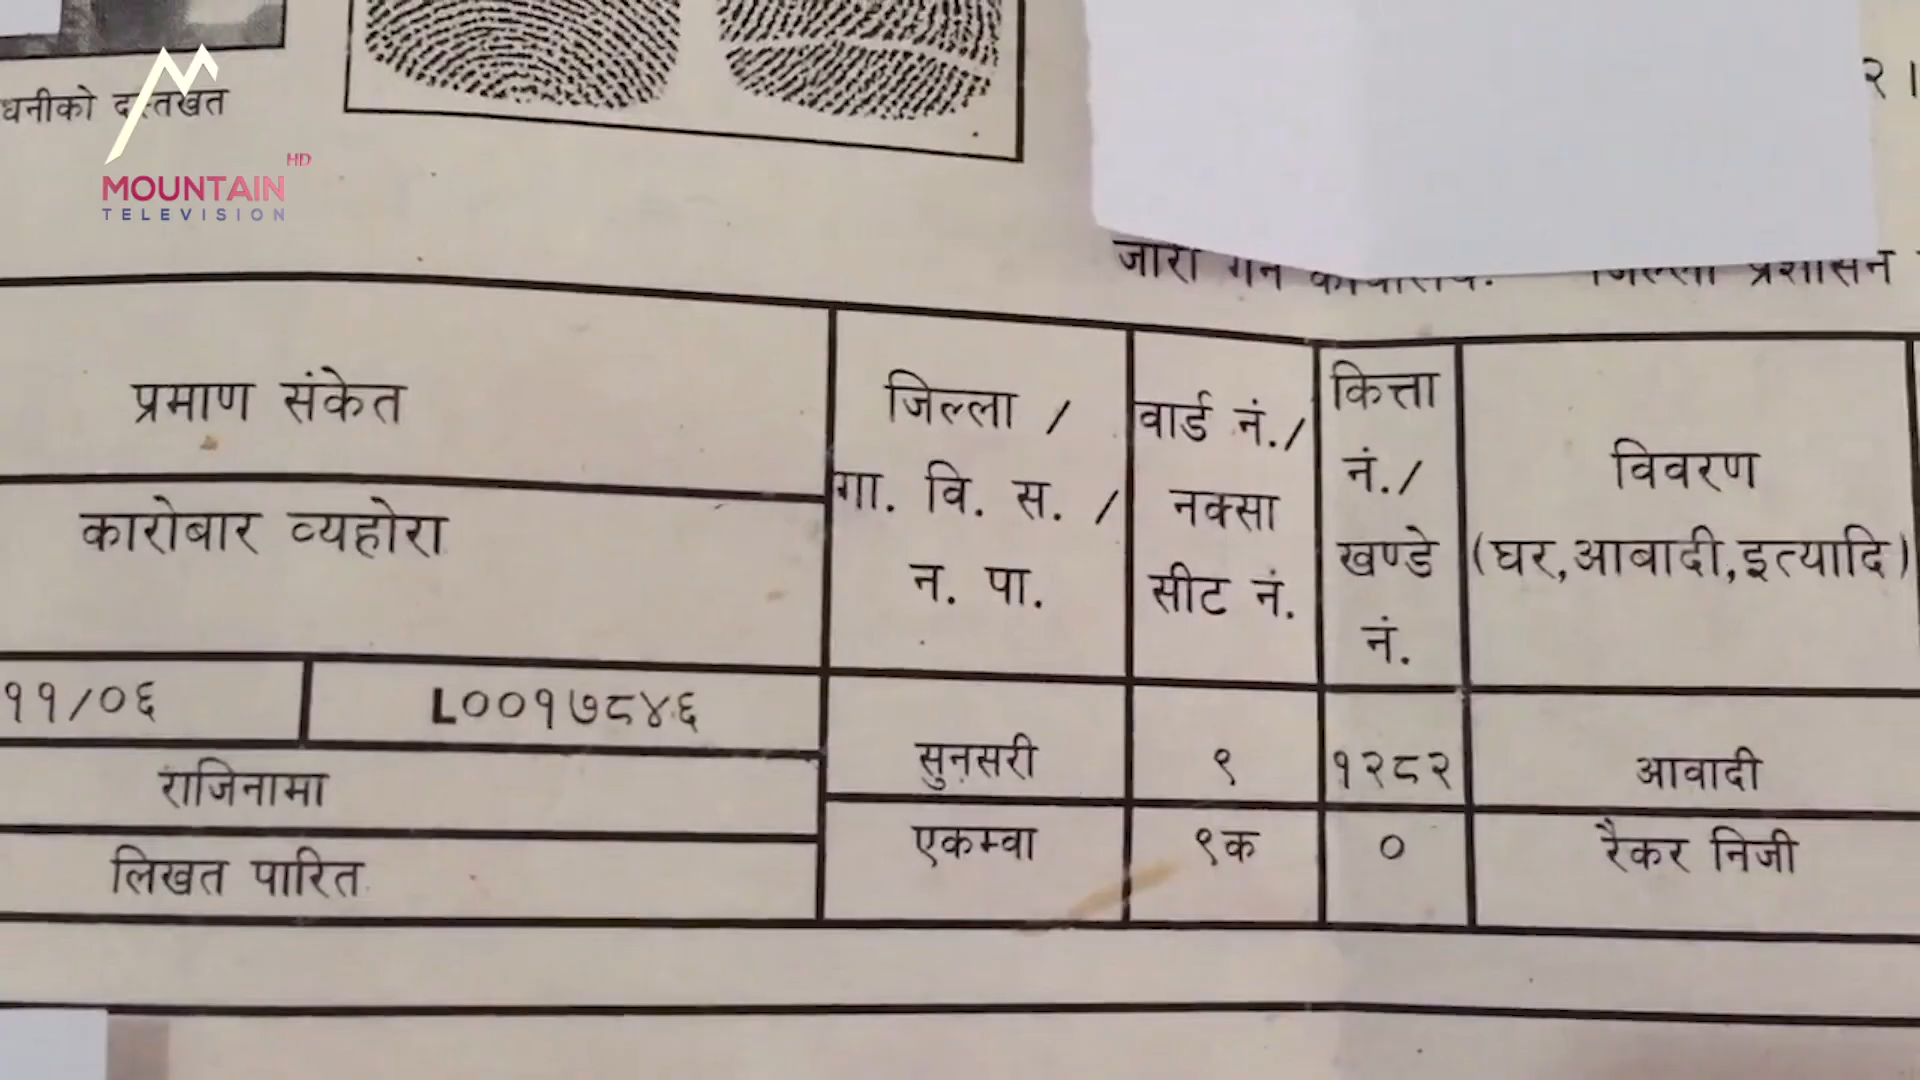 धनीको दस्तखत
HD
MOUNTAIN
TELEVISION
२।
जारी गर्ने कार्यालय: जिल्ला प्रशासन
प्रमाण संकेत
कारोबार व्यहोरा
जिल्ला /
गा. वि. स. /
न. पा.
वार्ड नं./
नक्सा
सीट नं.
कित्ता
नं./
खण्डे
नं.
विवरण
(घर,आबादी,इत्यादि)
११/०६ L००१७८४६
सुनसरी ९ १२८२ आवादी
राजिनामा
एकम्वा ९क ० रैकर निजी
लिखत पारित